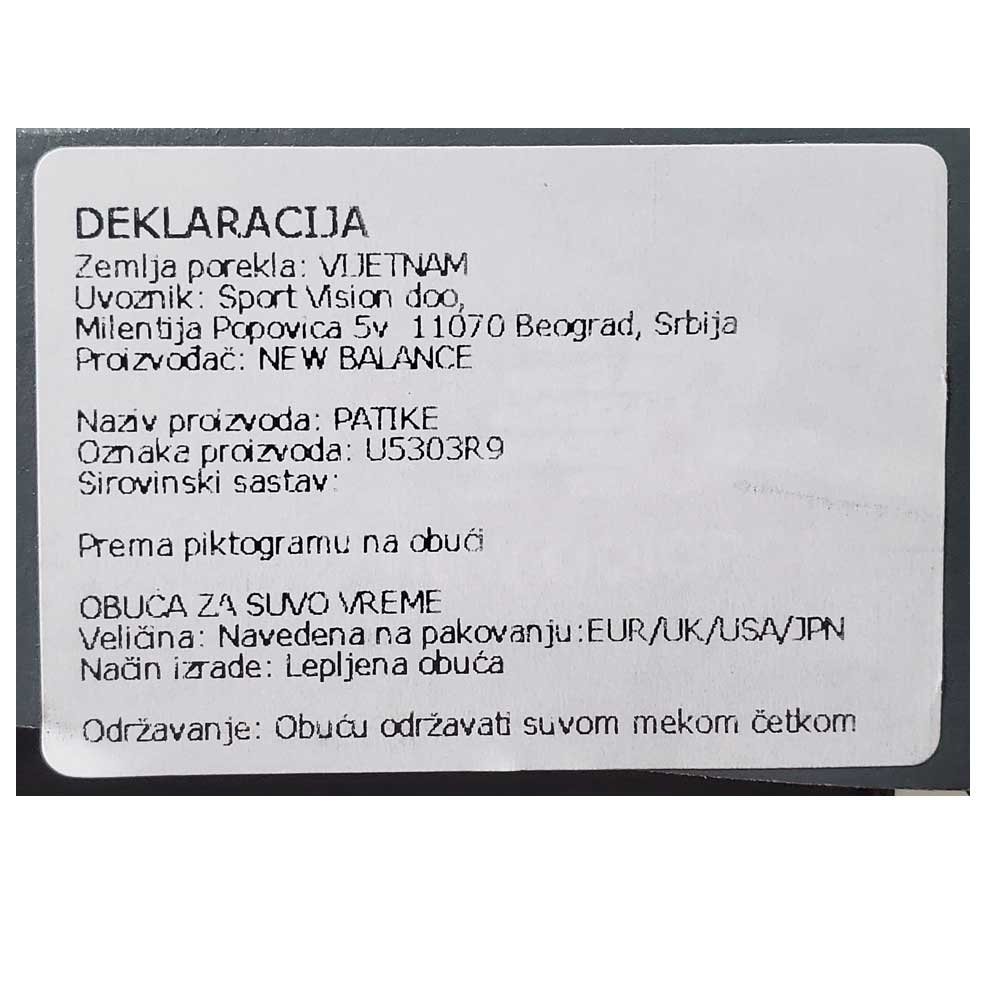 DEKLARACIJA
Zemlja porekla: VIJETNAM
Uvoznik: Sport Vision doo,
Milentija Popovica 5v 11070 Beograd, Srbija
Proizvođač: NEW BALANCE
Naziv proizvoda: PATIKE
Oznaka proizvoda: U5303R9
Sirovinski sastav:
Prema piktogramu na obući
OBUĆA ZA SUVO VREME
Veličina: Navedena na pakovanju:EUR/UK/USA/JPN
Način izrade: Lepljena obuća
Održavanje: Obuću održavati suvom mekom četkom